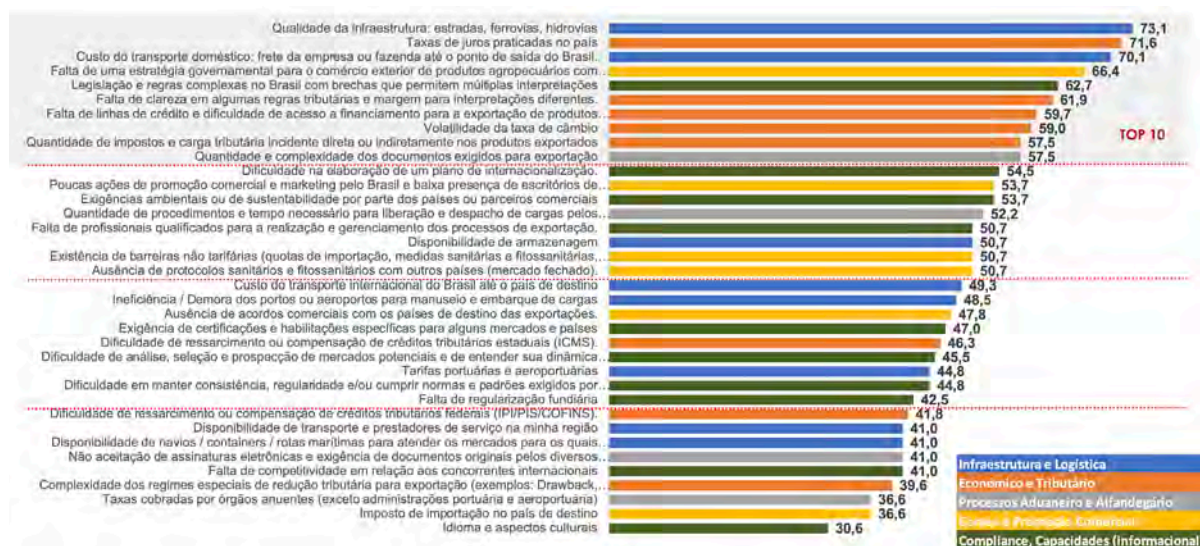 Qualidade da infraestrutura: estradas, ferrovias, hidrovias 73,1
Taxas de juros praticadas no país 71,6
Custo do transporte doméstico: frete da empresa ou fazenda até o ponto de saída do Brasil. 70,1
Falta de uma estratégia governamental para o comércio exterior de produtos agropecuários com... 66,4
Legislação e regras complexas no Brasil com brechas que permitem múltiplas interpretações 62,7
Falta de clareza em algumas regras tributárias e margem para interpretações diferentes. 61,9
Falta de linhas de crédito e dificuldade de acesso a financiamento para a exportação de produtos... 59,7
Volatilidade da taxa de câmbio 59,0
TOP 10
Quantidade de impostos e carga tributária incidente direta ou indiretamente nos produtos exportados 57,5
Quantidade e complexidade dos documentos exigidos para exportação 57,5
Dificuldade na elaboração de um plano de internacionalização. 54,5
Poucas ações de promoção comercial e marketing pelo Brasil e baixa presença de escritórios de... 53,7
Exigências ambientais ou de sustentabilidade por parte dos países ou parceiros comerciais 53,7
Quantidade de procedimentos e tempo necessário para liberação e despacho de cargas pelos... 52,2
Falta de profissionais qualificados para a realização e gerenciamento dos processos de exportação. 50,7
Disponibilidade de armazenagem 50,7
Existência de barreiras não tarifárias (quotas de importação, medidas sanitárias e fitossanitárias,... 50,7
Ausência de protocolos sanitários e fitossanitários com outros países (mercado fechado). 50,7
Custo do transporte internacional do Brasil até o país de destino 49,3
Ineficiência / Demora dos portos ou aeroportos para manuseio e embarque de cargas 48,5
Ausência de acordos comerciais com os países de destino das exportações. 47,8
Exigência de certificações e habilitações específicas para alguns mercados e países 47,0
Dificuldade de ressarcimento ou compensação de créditos tributários estaduais (ICMS). 46,3
Dificuldade de análise, seleção e prospecção de mercados potenciais e de entender sua dinâmica... 45,5
Tarifas portuárias e aeroportuárias 44,8
Dificuldade em manter consistência, regularidade e/ou cumprir normas e padrões exigidos por... 44,8
Falta de regularização fundiária 42,5
Dificuldade de ressarcimento ou compensação de créditos tributários federais (IPI/PIS/COFINS). 41,8
Disponibilidade de transporte e prestadores de serviço na minha região 41,0
Disponibilidade de navios / containers / rotas marítimas para atender os mercados para os quais... 41,0
Não aceitação de assinaturas eletrônicas e exigência de documentos originais pelos diversos... 41,0
Falta de competitividade em relação aos concorrentes internacionais 41,0
Complexidade dos regimes especiais de redução tributária para exportação (exemplos: Drawback,... 39,6
Taxas cobradas por órgãos anuentes (exceto administrações portuária e aeroportuária) 36,6
Imposto de importação no país de destino 36,6
Idioma e aspectos culturais 30,6
Infraestrutura e Logística
Econômico e Tributário
Processos Aduaneiro e Alfandegário
e Promoção Comercial
Compliance, Capacidades (Informacional